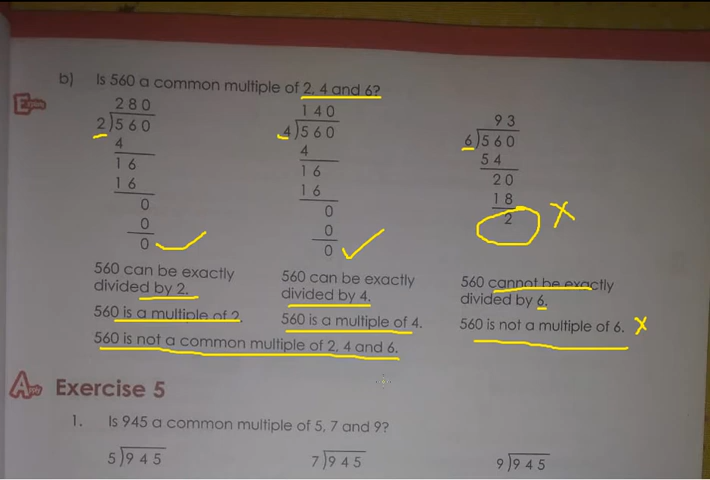 b) Is 560 a common multiple of 2, 4 and 6?
280
2)560
4
16
16
0
0
0
140
4)560
4
16
16
0
0
0
93
6)560
54
20
18
2
560 can be exactly
divided by 2.
560 is a multiple of 2.
560 can be exactly
divided by 4.
560 is a multiple of 4.
560 cannot be exactly
divided by 6.
560 is not a multiple of 6. X
560 is not a common multiple of 2, 4 and 6.
Apply Exercise 5
1. Is 945 a common multiple of 5, 7 and 9?
5)945
7)945
9)945